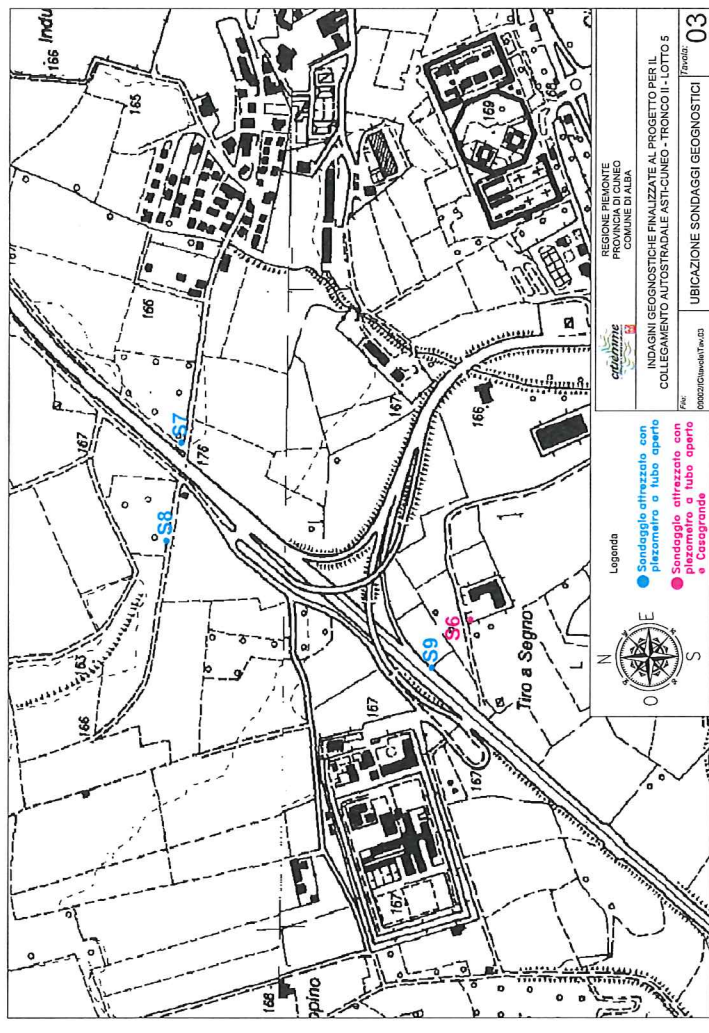 166
Indu
165
166
169
168
167
176
S7
S8
163
166
167
166
S9
S6
Tiro a Segno
167
167
167
168
opino
Legenda
Sondaggio attrezzato con
piezometro a tubo aperto
Sondaggio attrezzato con
piezometro a tubo aperto
e Casagrande
N
E
S
O
REGIONE PIEMONTE
PROVINCIA DI CUNEO
COMUNE DI ALBA
INDAGINI GEOGNOSTICHE FINALIZZATE AL PROGETTO PER IL
COLLEGAMENTO AUTOSTRADALE ASTI-CUNEO - TRONCO II - LOTTO 5
File:
UBICAZIONE SONDAGGI GEOGNOSTICI
Tavola:
03